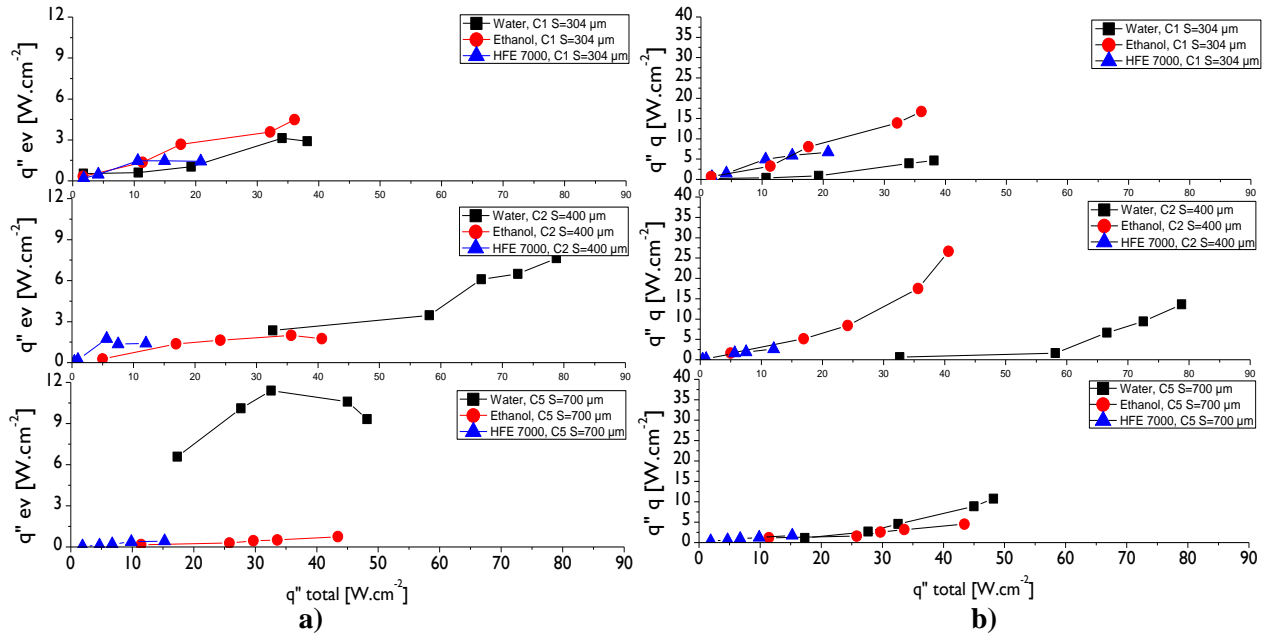 12
9
6
3
0
q'' ev [W.cm-2]
Water, C1 S=304 µm
Ethanol, C1 S=304 µm
HFE 7000, C1 S=304 µm
0 10 20 30 40 50 60 70 80 90
12
9
6
3
0
q'' ev [W.cm-2]
Water, C2 S=400 µm
Ethanol, C2 S=400 µm
HFE 7000, C2 S=400 µm
0 10 20 30 40 50 60 70 80 90
12
9
6
3
0
q'' ev [W.cm-2]
Water, C5 S=700 µm
Ethanol, C5 S=700 µm
HFE 7000, C5 S=700 µm
0 10 20 30 40 50 60 70 80 90
q'' total [W.cm-2]
a)
40
35
30
25
20
15
10
5
0
q'' q [W.cm-2]
Water, C1 S=304 µm
Ethanol, C1 S=304 µm
HFE 7000, C1 S=304 µm
0 10 20 30 40 50 60 70 80 90
40
35
30
25
20
15
10
5
0
q'' q [W.cm-2]
Water, C2 S=400 µm
Ethanol, C2 S=400 µm
HFE 7000, C2 S=400 µm
0 10 20 30 40 50 60 70 80 90
40
35
30
25
20
15
10
5
0
q'' q [W.cm-2]
Water, C5 S=700 µm
Ethanol, C5 S=700 µm
HFE 7000, C5 S=700 µm
0 10 20 30 40 50 60 70 80 90
q'' total [W.cm-2]
b)